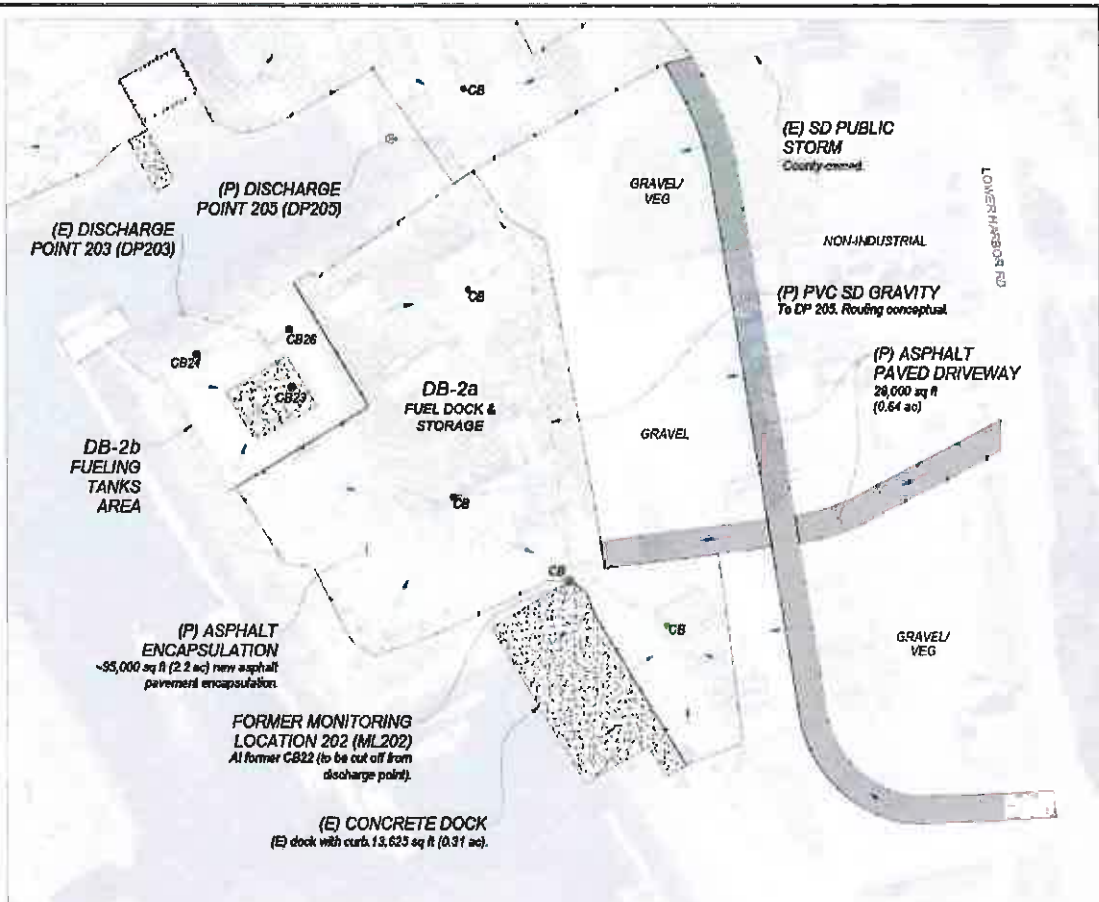 CB
(E) SD PUBLIC
STORM
County-owned.
(P) DISCHARGE
POINT 205 (DP205)
GRAVEL/
VEG
LOWER HARBOR RD
(E) DISCHARGE
POINT 203 (DP203)
NON-INDUSTRIAL
CB
(P) PVC SD GRAVITY
To DP 205. Routing conceptual.
CB26
CB24
(P) ASPHALT
PAVED DRIVEWAY
28,000 sq ft
(0.64 ac)
CB23
DB-2a
FUEL DOCK &
STORAGE
GRAVEL
DB-2b
FUELING
TANKS
AREA
CB
CB
CB
(P) ASPHALT
ENCAPSULATION
~95,000 sq ft (2.2 ac) new asphalt
pavement encapsulation.
GRAVEL/
VEG
FORMER MONITORING
LOCATION 202 (ML202)
At former CB22 (to be cut off from
discharge point).
(E) CONCRETE DOCK
(E) dock with curb. 13,625 sq ft (0.31 ac).